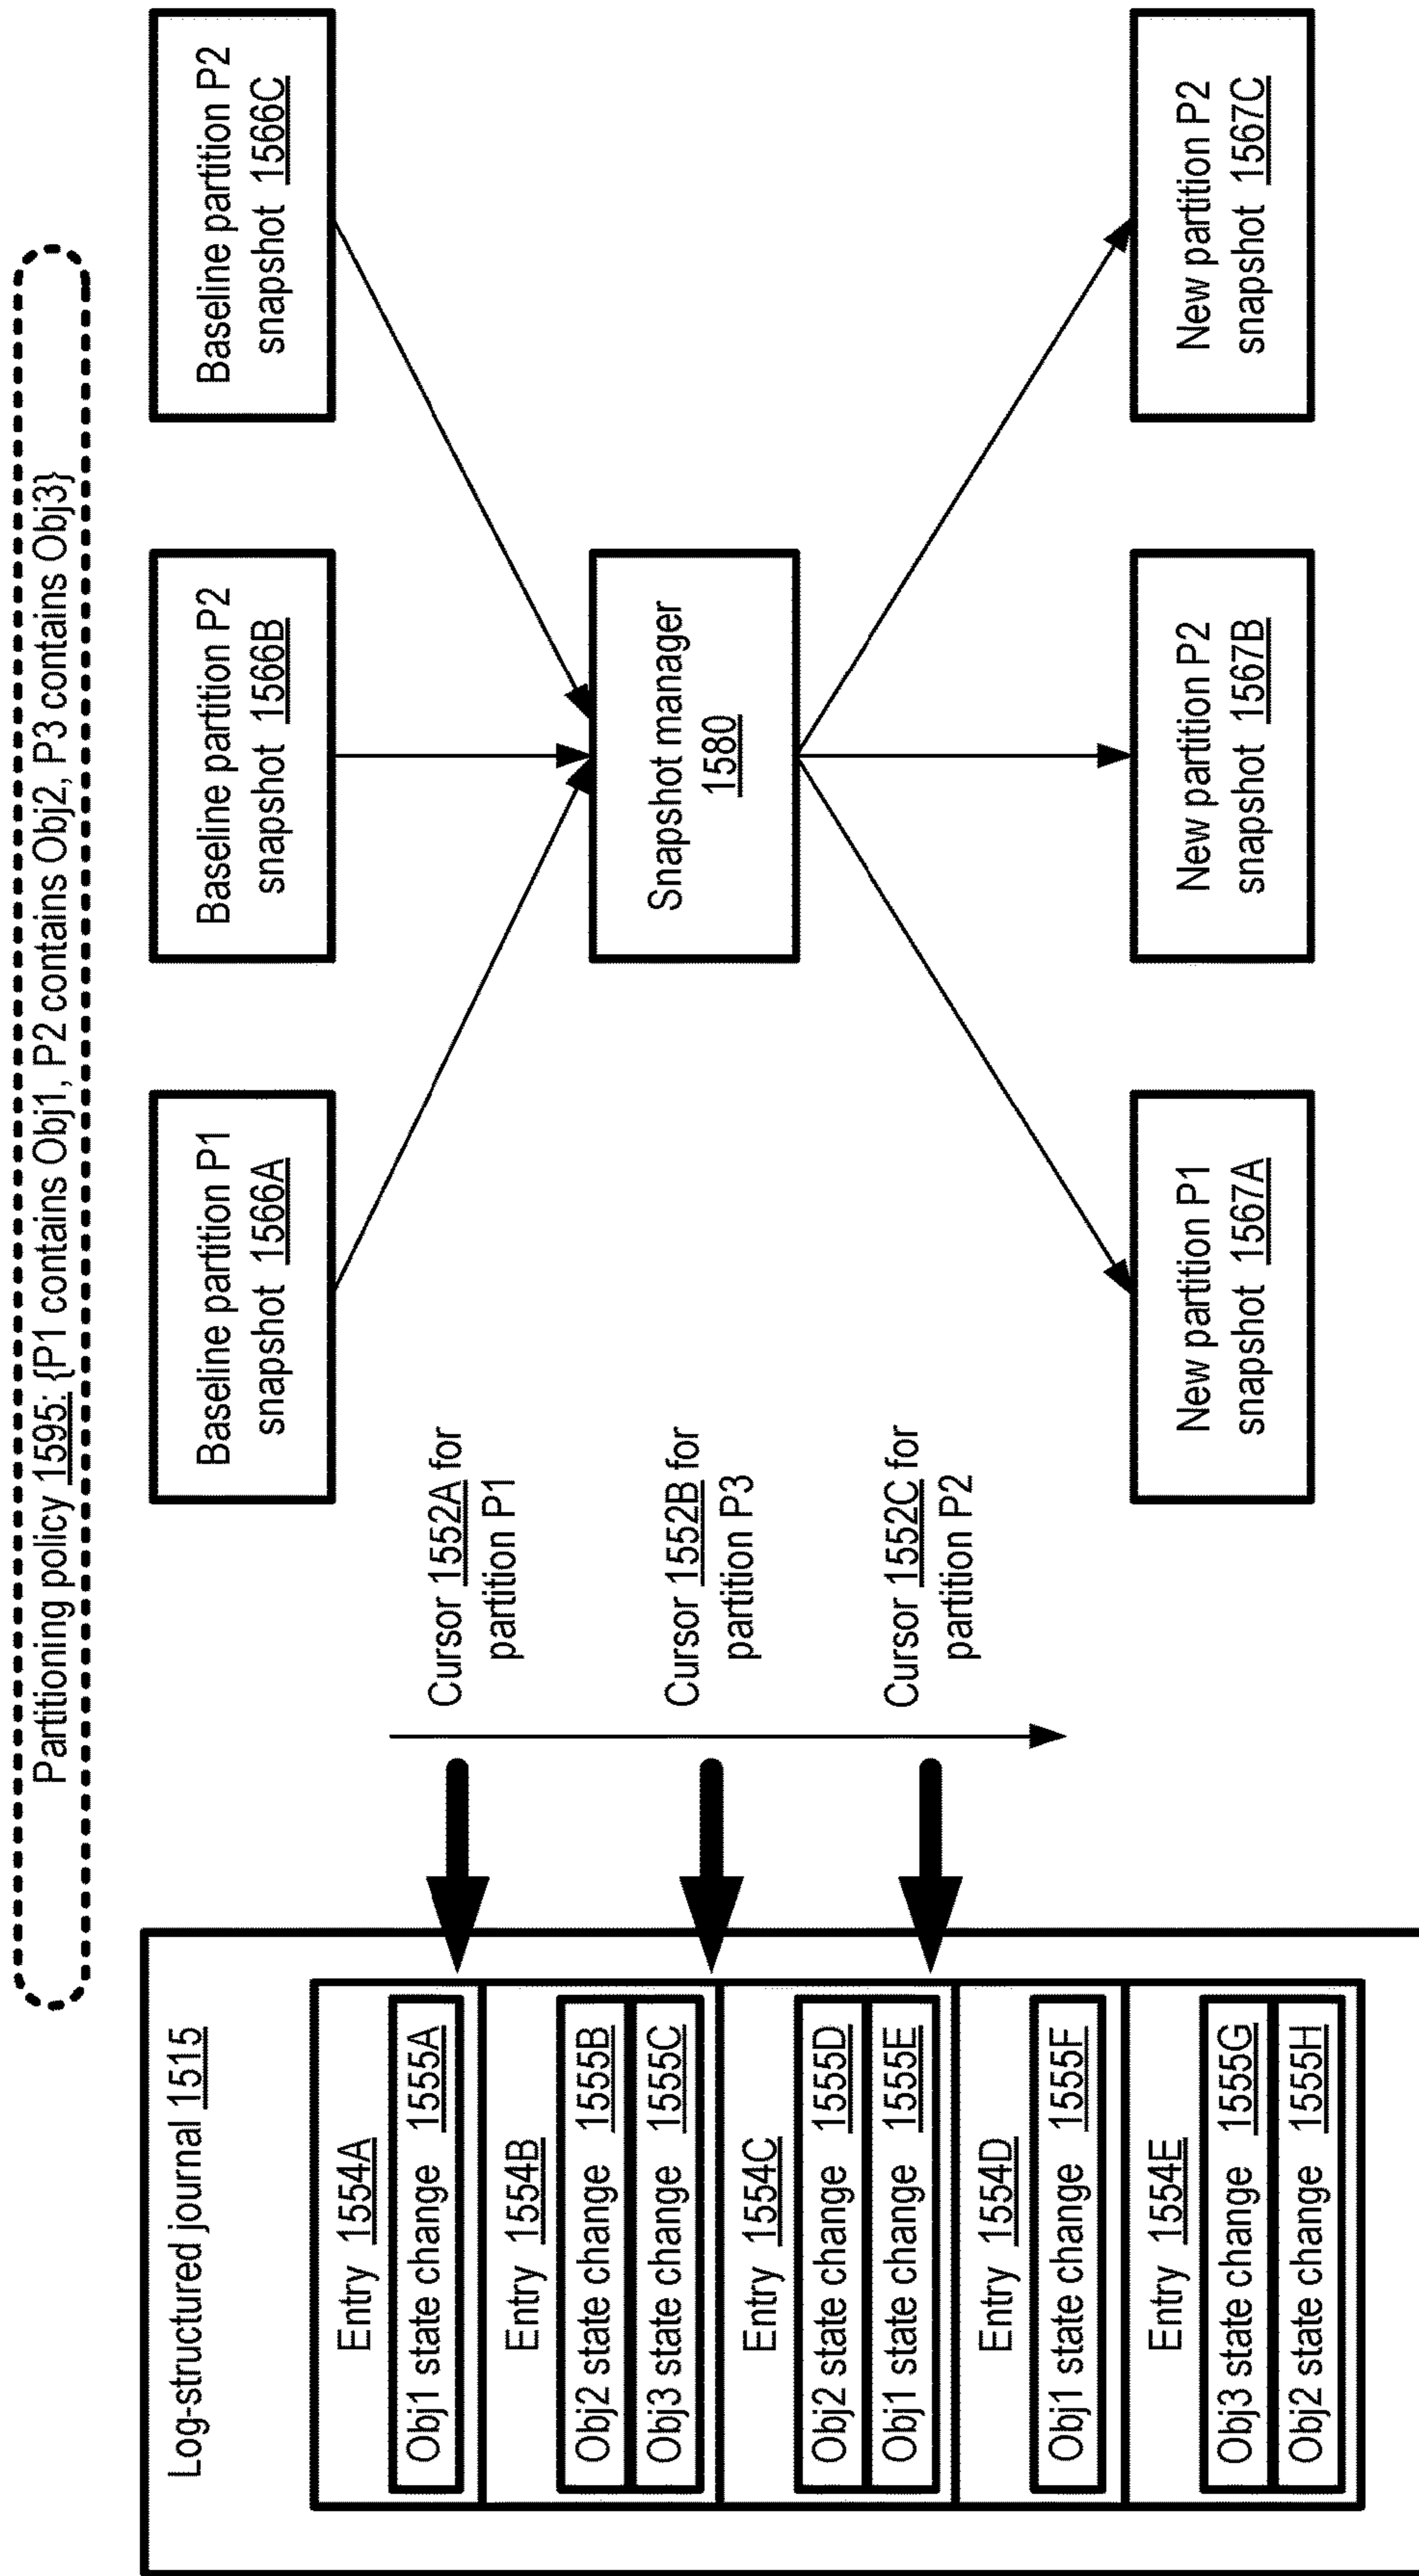 Partitioning policy 1595: {P1 contains Obj1, P2 contains Obj2, P3 contains Obj3}
Log-structured journal 1515
Entry 1554A
Obj1 state change 1555A
Entry 1554B
Obj2 state change 1555B
Obj3 state change 1555C
Entry 1554C
Obj2 state change 1555D
Obj1 state change 1555E
Entry 1554D
Obj1 state change 1555F
Entry 1554E
Obj3 state change 1555G
Obj2 state change 1555H
Cursor 1552A for
partition P1
Cursor 1552B for
partition P3
Cursor 1552C for
partition P2
Baseline partition P1
snapshot 1566A
Baseline partition P2
snapshot 1566B
Baseline partition P2
snapshot 1566C
Snapshot manager
1580
New partition P1
snapshot 1567A
New partition P2
snapshot 1567B
New partition P2
snapshot 1567C